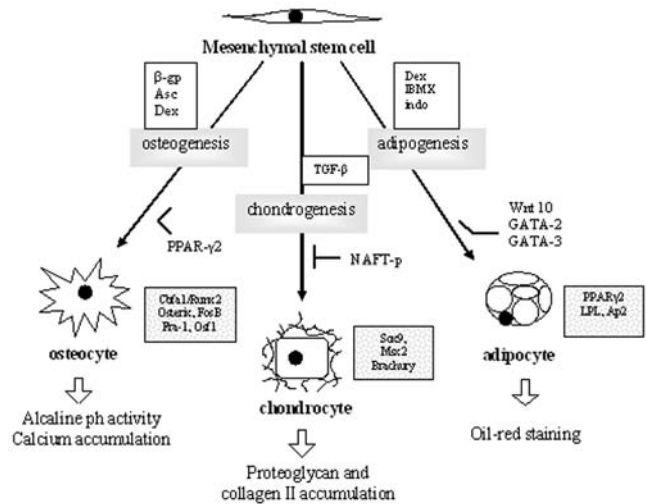 Mesenchymal stem cell
β-gp
Asc
Dex
Dex
IBMX
indo
osteogenesis
adipogenesis
TGF-β
chondrogenesis
PPAR-γ2
Wnt 10
GATA-2
GATA-3
NAFT-p
Cbfa1/Runx2
Osterix, FosB
Fra-1, Osf1
PPARγ2
LPL, Ap2
Sox9,
Msx2
Brachury
osteocyte
adipocyte
chondrocyte
Alcaline ph activity
Calcium accumulation
Oil-red staining
Proteoglycan and
collagen II accumulation